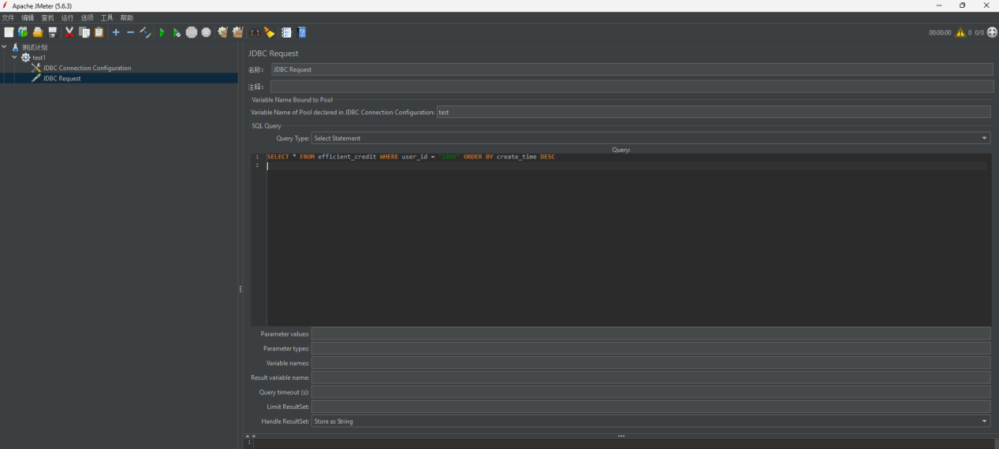 Apache JMeter (5.6.3)
文件 编辑 查找 运行 选项 工具 帮助
00:00:00 0 0/0
测试计划
test1
JDBC Connection Configuration
JDBC Request
JDBC Request
名称: JDBC Request
注释:
Variable Name Bound to Pool
Variable Name of Pool declared in JDBC Connection Configuration: test
SQL Query
Query Type: Select Statement
Query:
1 SELECT * FROM efficient_credit WHERE user_id = "1895" ORDER BY create_time DESC
2
Parameter values:
Parameter types:
Variable names:
Result variable name:
Query timeout (s):
Limit ResultSet:
Handle ResultSet: Store as String
1